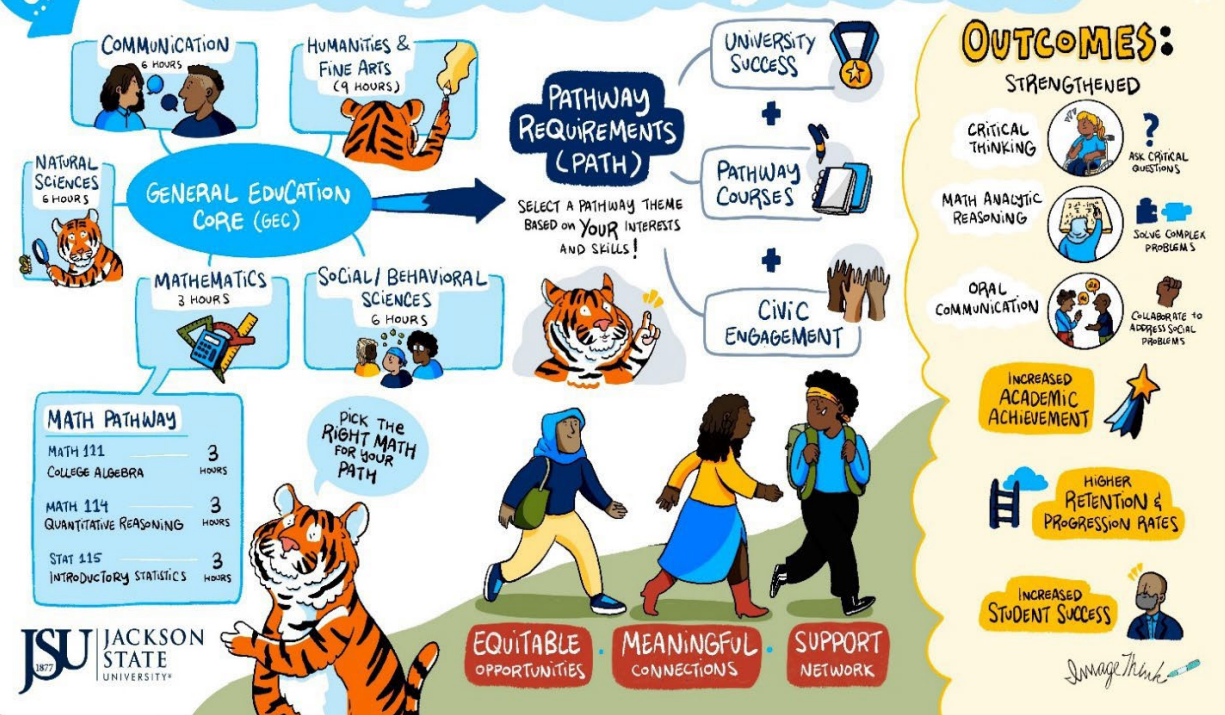 COMMUNICATION
6 HOURS
HUMANITIES &
FINE ARTS
(9 HOURS)
NATURAL
SCIENCES
6 HOURS
GENERAL EDUCATION
CORE (GEC)
MATHEMATICS
3 HOURS
SOCIAL/BEHAVIORAL
SCIENCES
6 HOURS
MATH PATHWAY
MATH 111
COLLEGE ALGEBRA
3
HOURS
MATH 114
QUANTITATIVE REASONING
3
HOURS
STAT 115
INTRODUCTORY STATISTICS
3
HOURS
PICK THE
RIGHT MATH
FOR YOUR
PATH
JSU
1877
JACKSON
STATE
UNIVERSITY®
PATHWAY
REQUIREMENTS
(PATH)
SELECT A PATHWAY THEME
BASED ON YOUR INTERESTS
AND SKILLS!
UNIVERSITY
SUCCESS
+
PATHWAY
COURSES
+
CIVIC
ENGAGEMENT
EQUITABLE
OPPORTUNITIES
MEANINGFUL
CONNECTIONS
SUPPORT
NETWORK
OUTCOMES:
STRENGTHENED
CRITICAL
THINKING
?
ASK CRITICAL
QUESTIONS
MATH ANALYTIC
REASONING
SOLVE COMPLEX
PROBLEMS
ORAL
COMMUNICATION
COLLABORATE TO
ADDRESS SOCIAL
PROBLEMS
INCREASED
ACADEMIC
ACHIEVEMENT
HIGHER
RETENTION &
PROGRESSION RATES
INCREASED
STUDENT SUCCESS
ImageThink